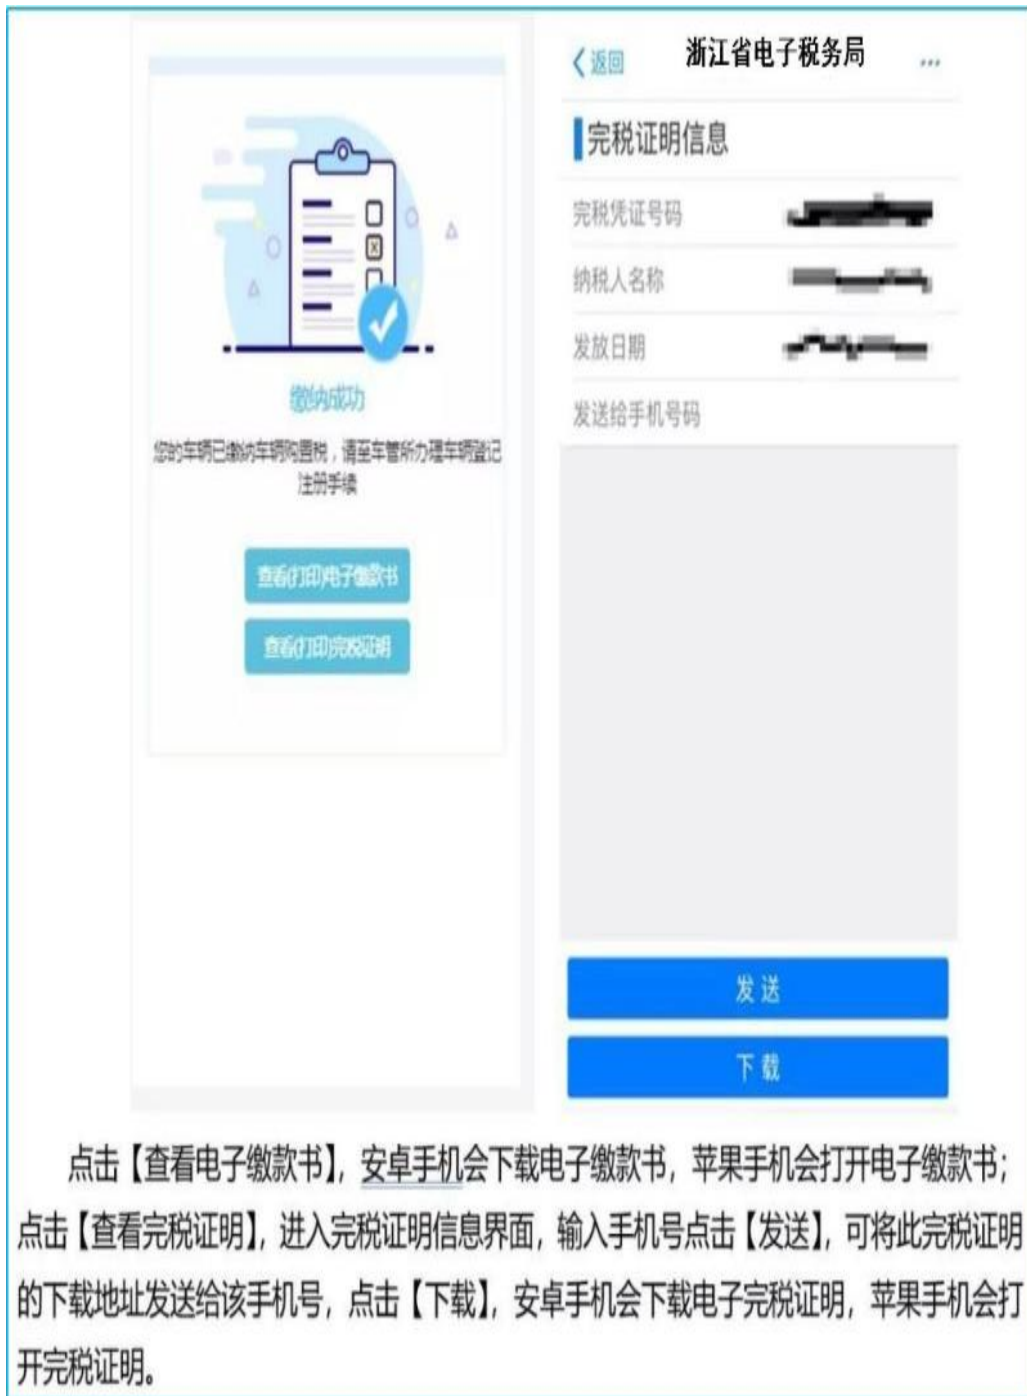 缴纳成功
您的车辆已缴纳车辆购置税，请至车管所办理车辆登记
注册手续
查看(打印)电子缴款书
查看(打印)完税证明
返回
浙江省电子税务局
...
完税证明信息
完税凭证号码
纳税人名称
发放日期
发送给手机号码
发送
下载
点击【查看电子缴款书】，安卓手机会下载电子缴款书，苹果手机会打开电子缴款书；
点击【查看完税证明】，进入完税证明信息界面，输入手机号点击【发送】，可将此完税证明
的下载地址发送给该手机号，点击【下载】，安卓手机会下载电子完税证明，苹果手机会打
开完税证明。